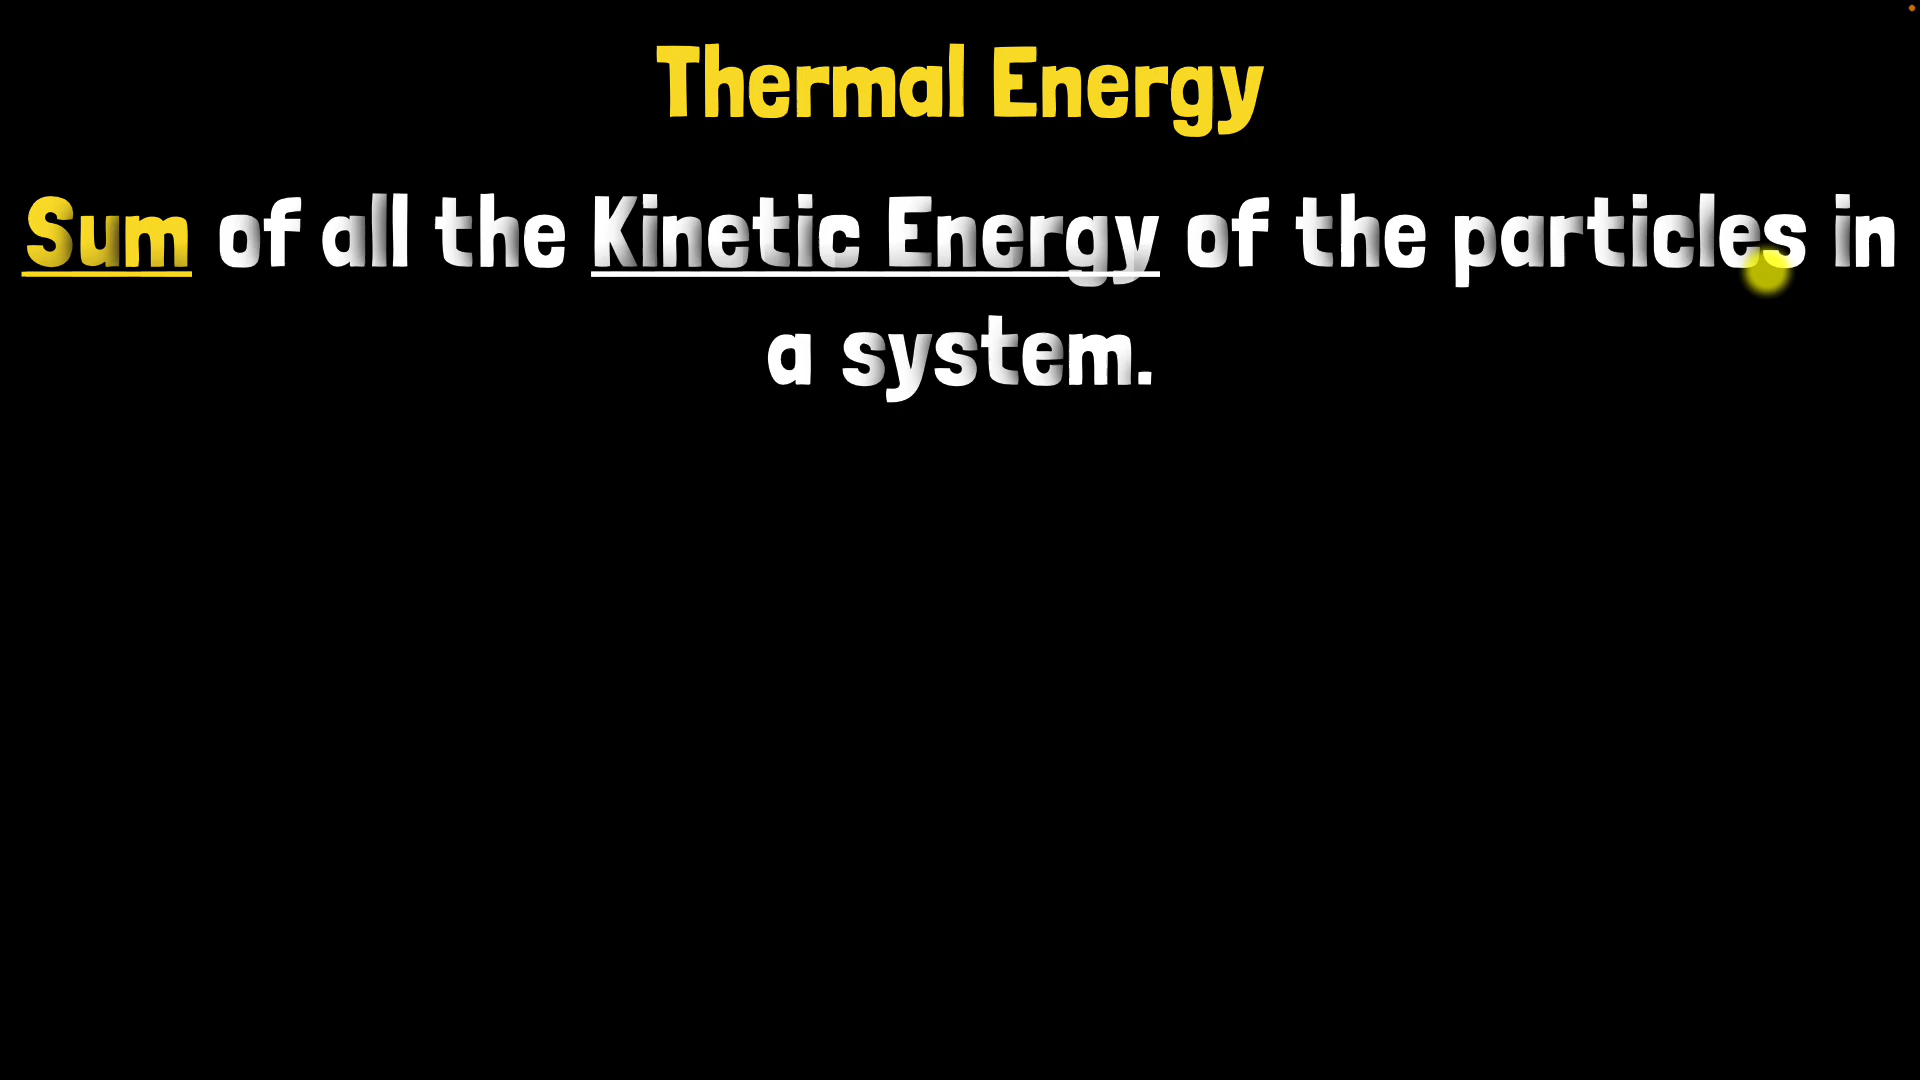 Thermal Energy
Sum of all the Kinetic Energy of the particles in
a system.